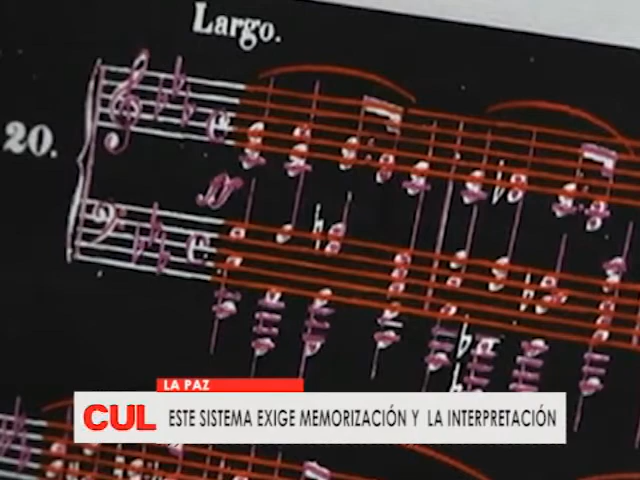 Largo.
20.
LA PAZ
CUL
ESTE SISTEMA EXIGE MEMORIZACIÓN Y LA INTERPRETACIÓN